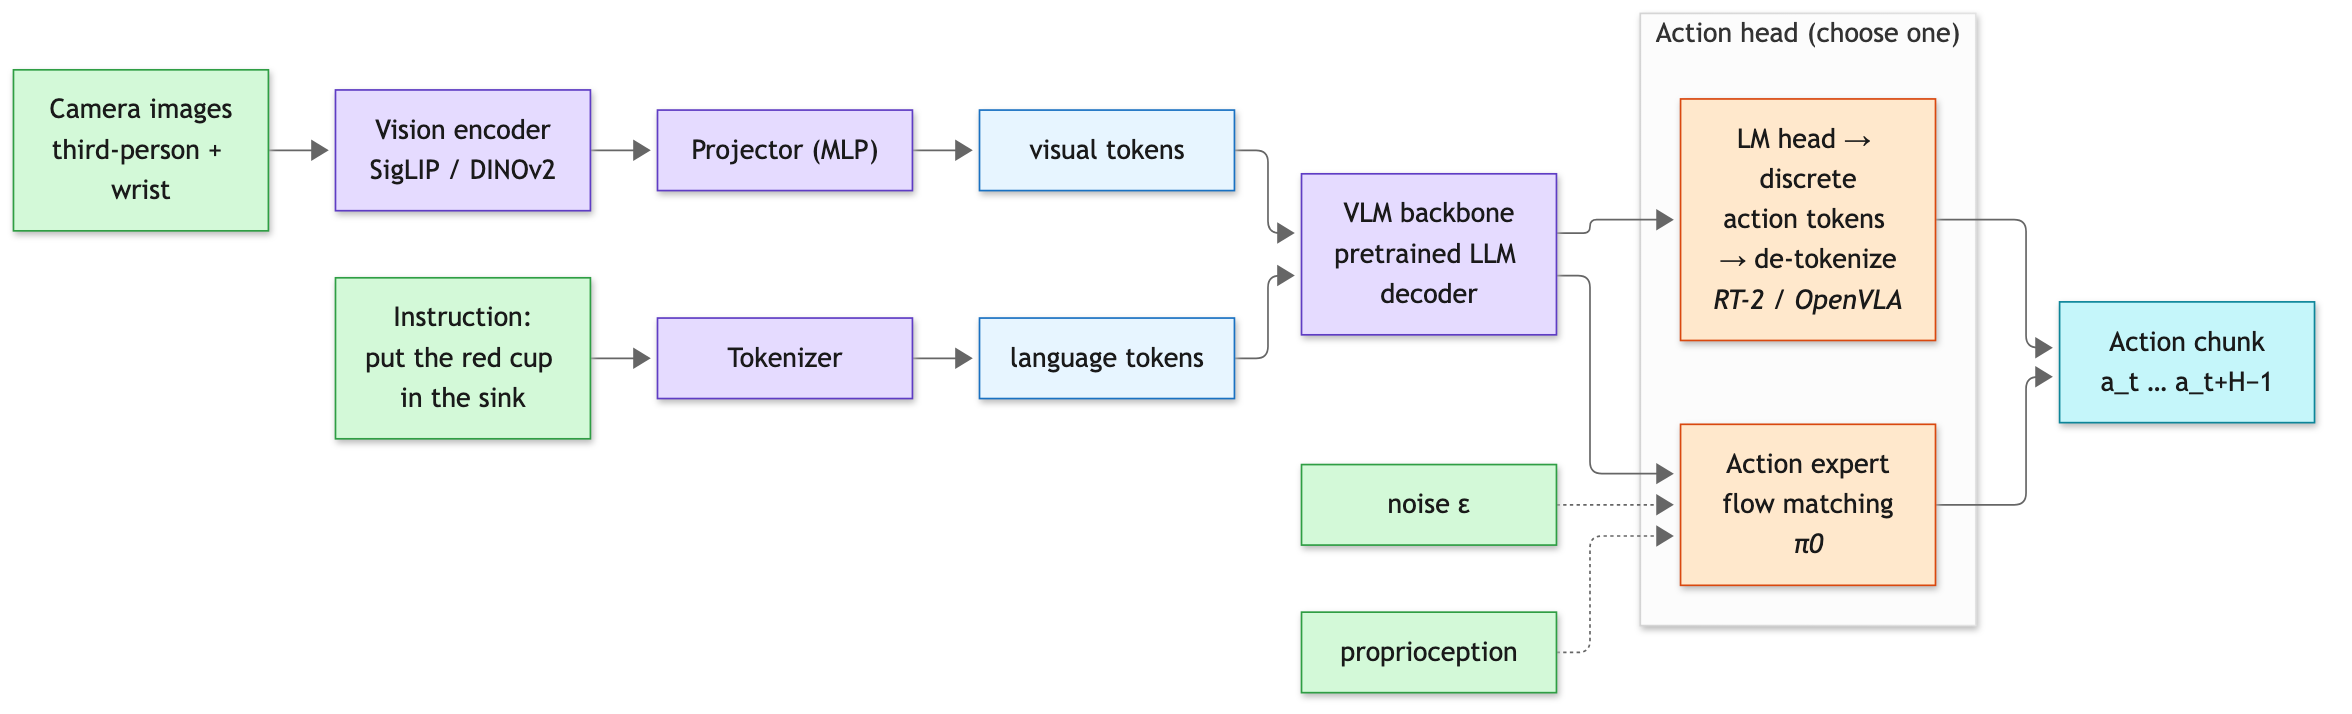 Action head (choose one)
Camera images
third-person +
wrist
Vision encoder
SigLIP / DINOv2
Projector (MLP)
visual tokens
Instruction:
put the red cup
in the sink
Tokenizer
language tokens
VLM backbone
pretrained LLM
decoder
noise ε
proprioception
LM head →
discrete
action tokens
→ de-tokenize
RT-2 / OpenVLA
Action expert
flow matching
π0
Action chunk
a_t ... a_t+H−1